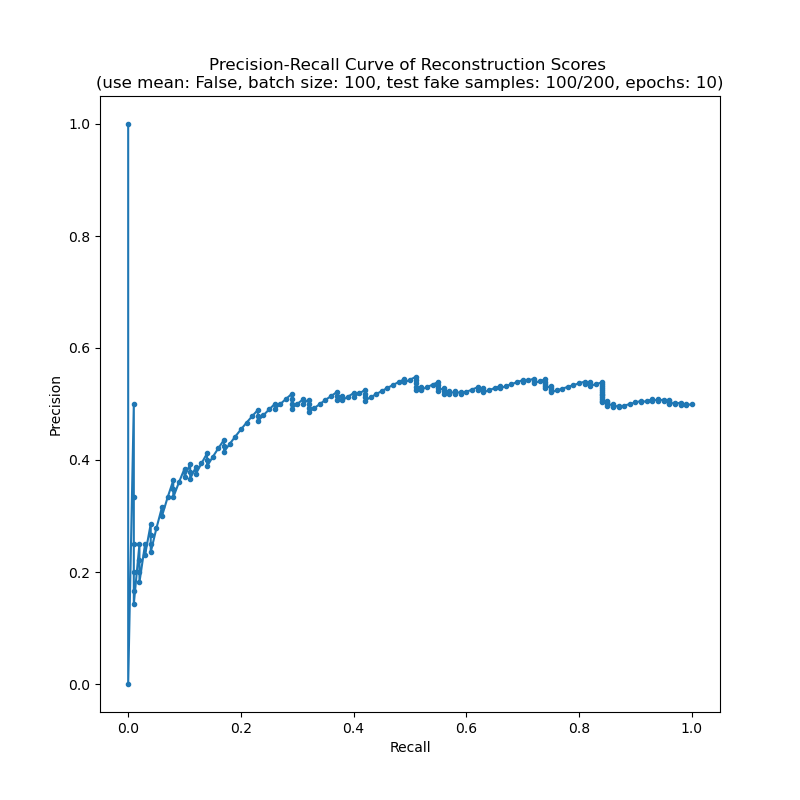 Precision-Recall Curve of Reconstruction Scores
(use mean: False, batch size: 100, test fake samples: 100/200, epochs: 10)
1.0
0.8
0.6
0.4
0.2
0.0
Precision
0.0 0.2 0.4 0.6 0.8 1.0
Recall